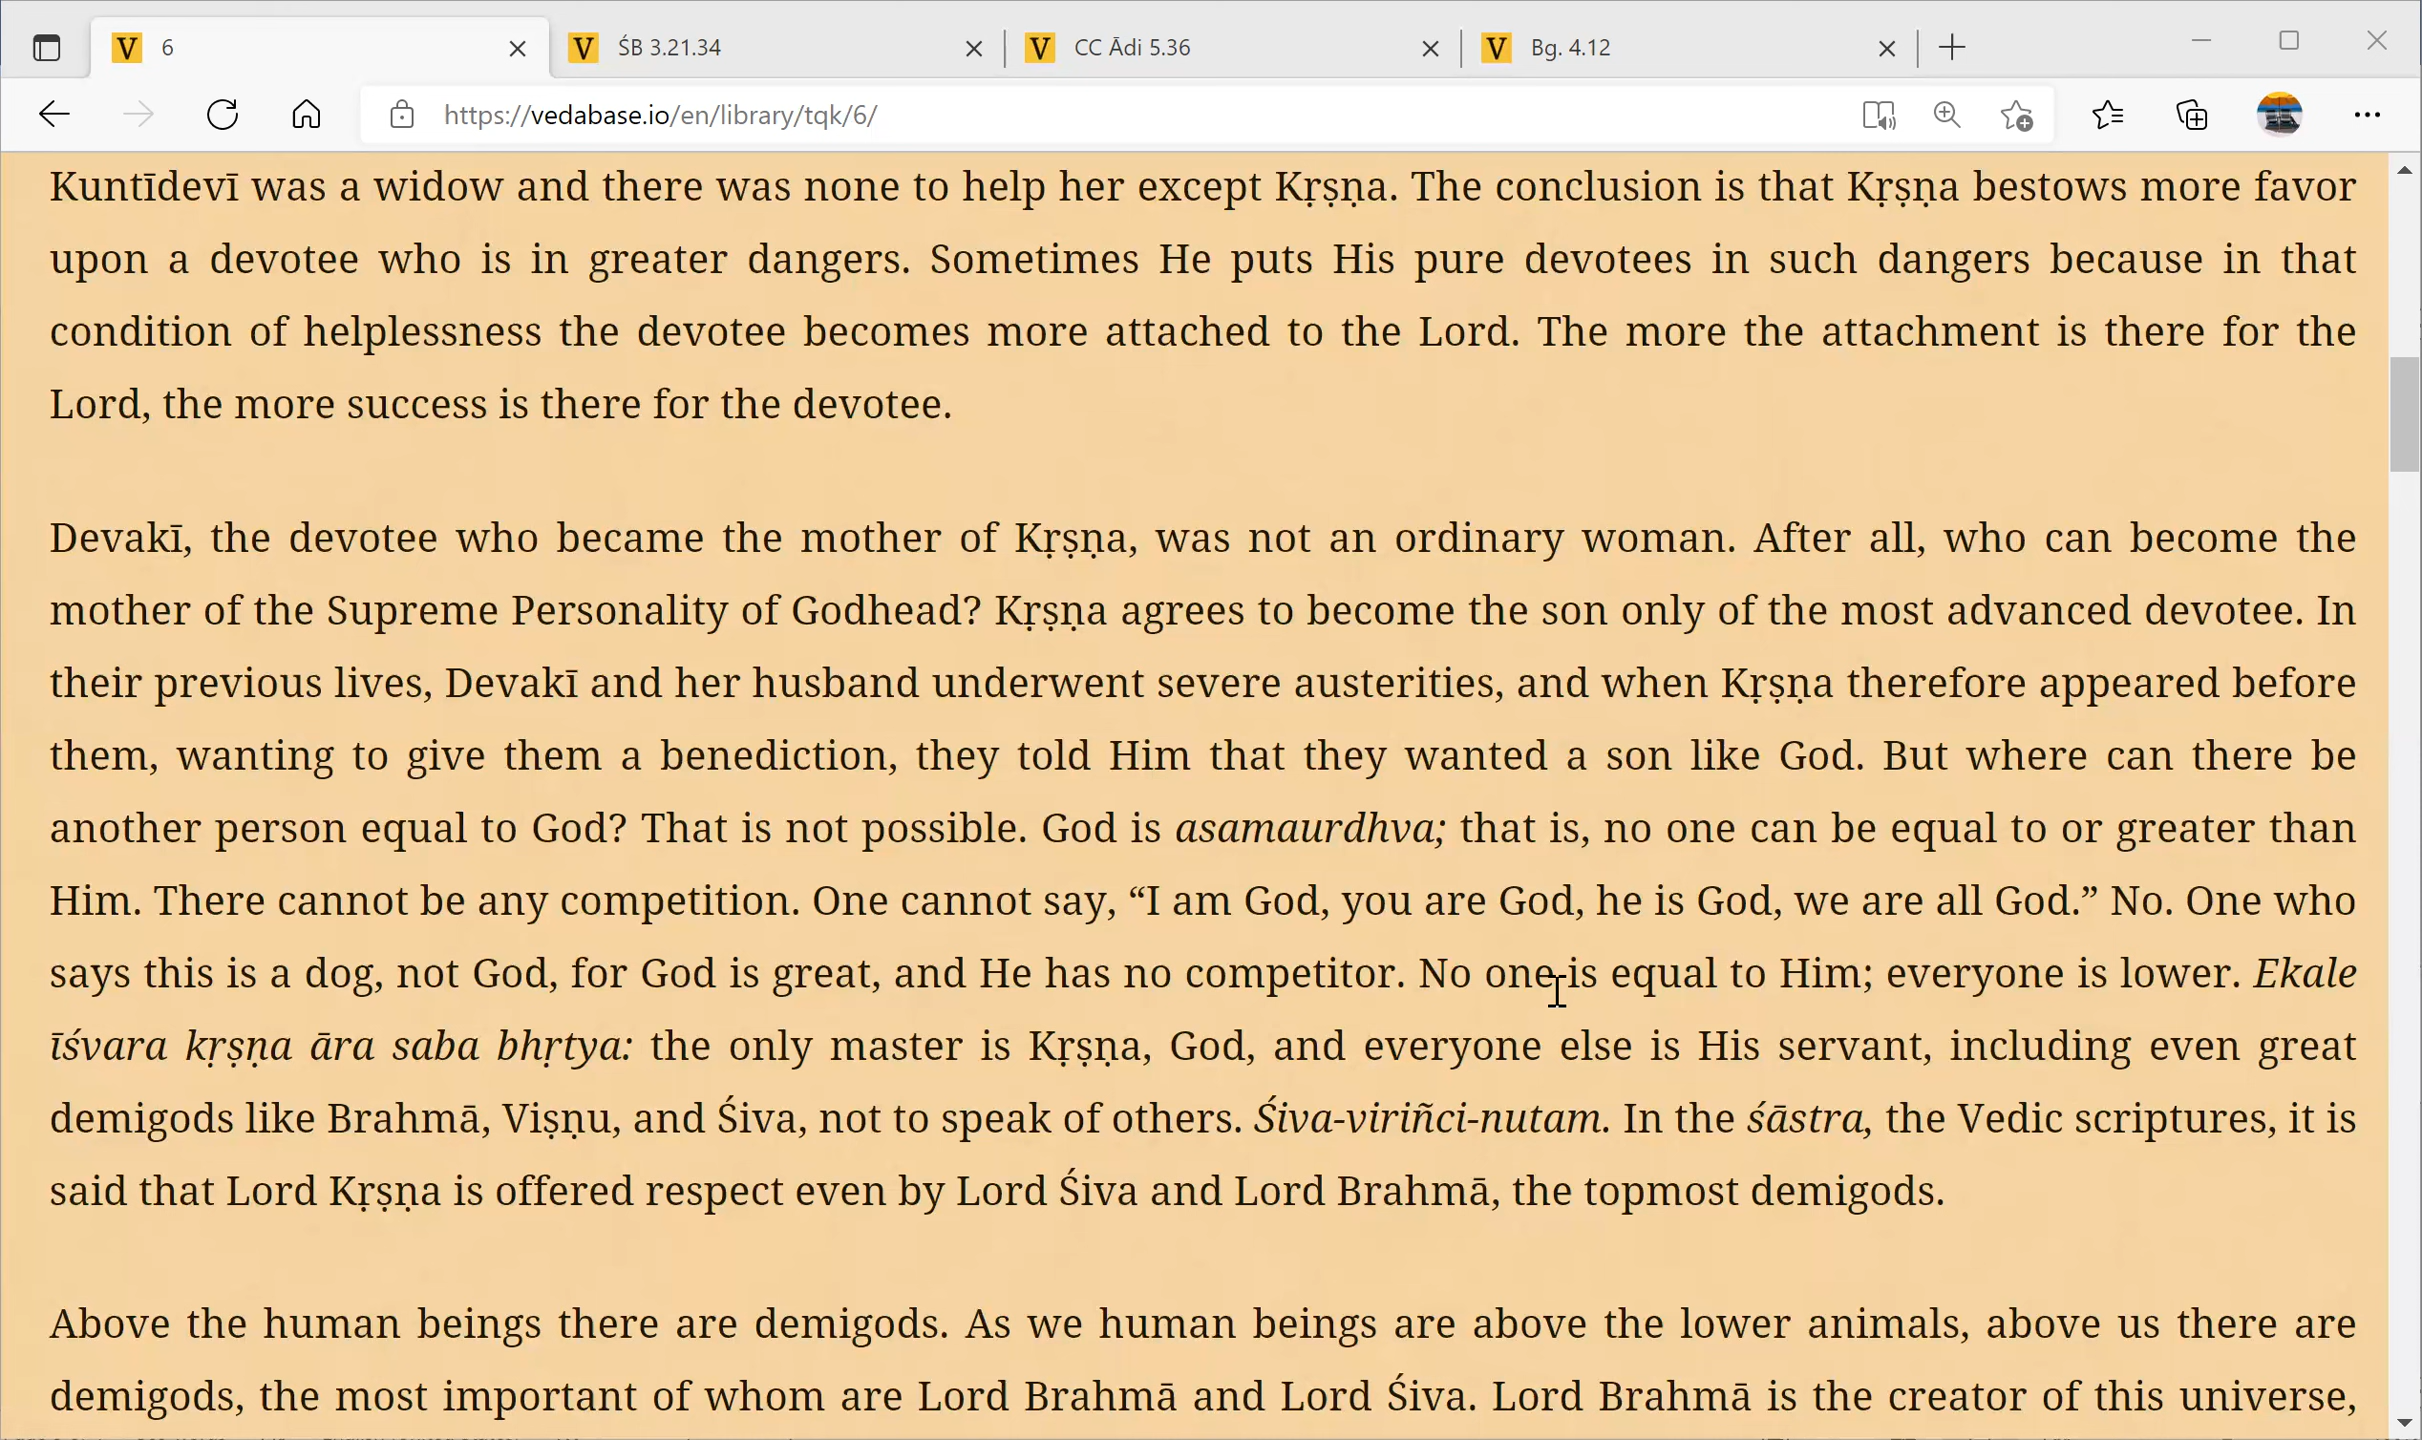 V 6
V ŚB 3.21.34
V CC Ādi 5.36
V Bg. 4.12
https://vedabase.io/en/library/tqk/6/
Kuntīdevī was a widow and there was none to help her except Kṛṣṇa. The conclusion is that Kṛṣṇa bestows more favor
upon a devotee who is in greater dangers. Sometimes He puts His pure devotees in such dangers because in that
condition of helplessness the devotee becomes more attached to the Lord. The more the attachment is there for the
Lord, the more success is there for the devotee.
Devakī, the devotee who became the mother of Kṛṣṇa, was not an ordinary woman. After all, who can become the
mother of the Supreme Personality of Godhead? Kṛṣṇa agrees to become the son only of the most advanced devotee. In
their previous lives, Devakī and her husband underwent severe austerities, and when Kṛṣṇa therefore appeared before
them, wanting to give them a benediction, they told Him that they wanted a son like God. But where can there be
another person equal to God? That is not possible. God is asamaurdhva; that is, no one can be equal to or greater than
Him. There cannot be any competition. One cannot say, “I am God, you are God, he is God, we are all God.” No. One who
says this is a dog, not God, for God is great, and He has no competitor. No one is equal to Him; everyone is lower. Ekale
īśvara kṛṣṇa āra saba bhṛtya: the only master is Kṛṣṇa, God, and everyone else is His servant, including even great
demigods like Brahmā, Viṣṇu, and Śiva, not to speak of others. Śiva-viriñci-nutam. In the śāstra, the Vedic scriptures, it is
said that Lord Kṛṣṇa is offered respect even by Lord Śiva and Lord Brahmā, the topmost demigods.
Above the human beings there are demigods. As we human beings are above the lower animals, above us there are
demigods, the most important of whom are Lord Brahmā and Lord Śiva. Lord Brahmā is the creator of this universe,